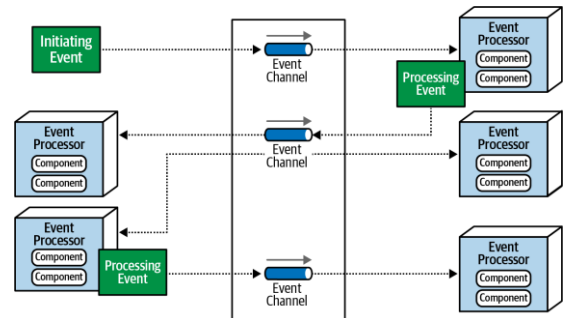 Initiating
Event
Event
Channel
Event
Processor
Component
Component
Processing
Event
Event
Processor
Component
Component
Event
Channel
Event
Processor
Component
Component
Event
Processor
Component
Component
Processing
Event
Event
Channel
Event
Processor
Component
Component